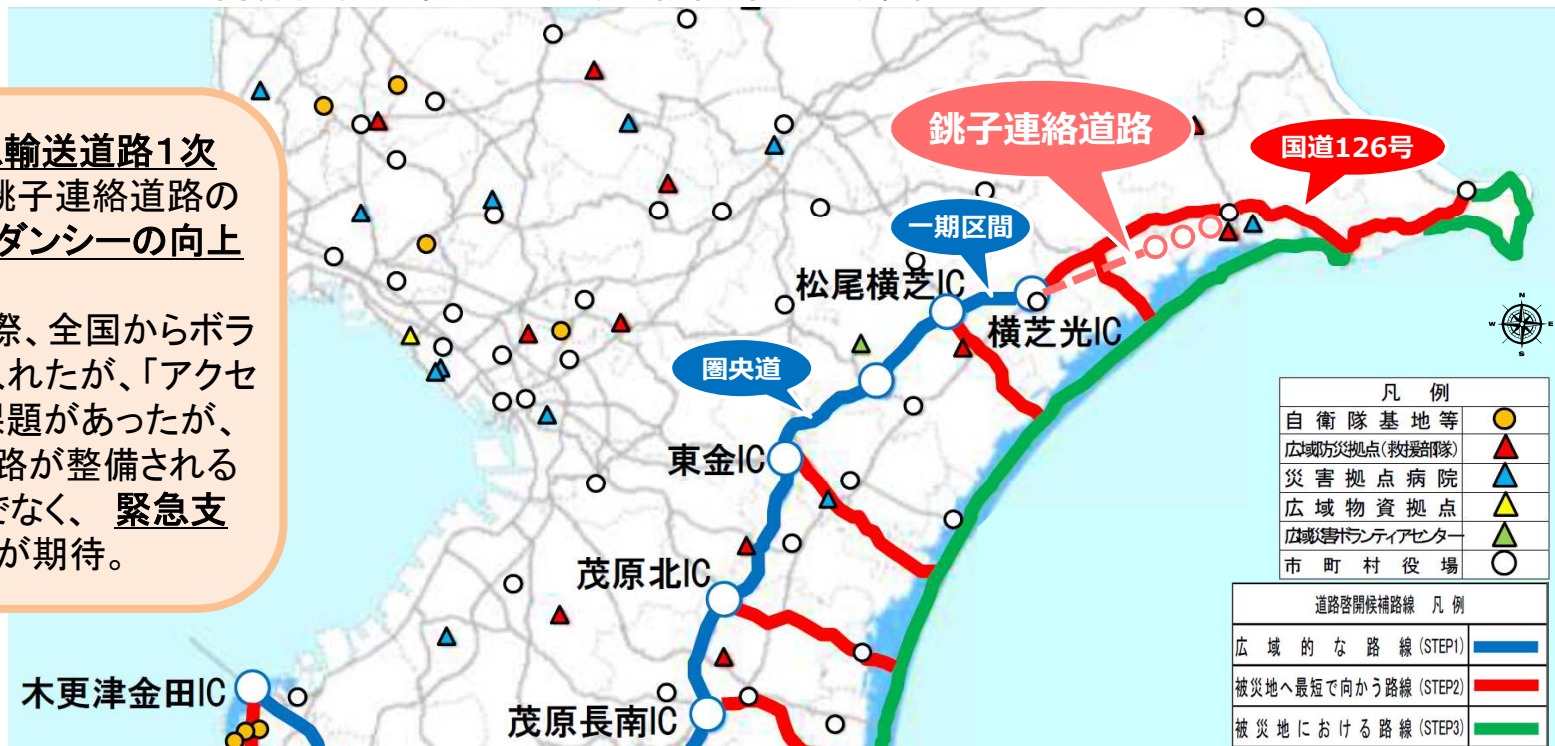 輸送道路1次
銚子連絡道路の
ダンシーの向上
際、全国からボラ
れたが、「アクセ
課題があったが、
路が整備される
でなく、 緊急支
が期待。
銚子連絡道路
国道126号
一期区間
松尾横芝IC
横芝光IC
圏央道
東金IC
茂原北IC
木更津金田IC
茂原長南IC
N
W E
S
凡 例
自衛隊基地等
広域防災拠点(救援部隊)
災害拠点病院
広域物資拠点
広域災害ボランティアセンター
市町村役場
道路啓開候補路線 凡 例
広域的な路線(STEP1)
被災地へ最短で向かう路線(STEP2)
被災地における路線(STEP3)